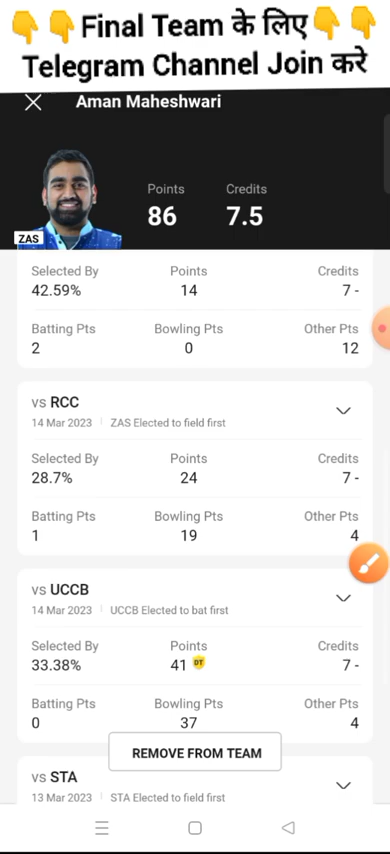 👇👇Final Team के लिए👇👇
Telegram Channel Join करे
Aman Maheshwari
Points Credits
86 7.5
ZAS
Selected By Points Credits
42.59% 14 7 -
Batting Pts Bowling Pts Other Pts
2 0 12
vs RCC
14 Mar 2023 ZAS Elected to field first
Selected By Points Credits
28.7% 24 7 -
Batting Pts Bowling Pts Other Pts
1 19 4
vs UCCB
14 Mar 2023 UCCB Elected to bat first
Selected By Points Credits
33.38% 41 DT 7 -
Batting Pts Bowling Pts Other Pts
0 37 4
REMOVE FROM TEAM
vs STA
13 Mar 2023 STA Elected to field first